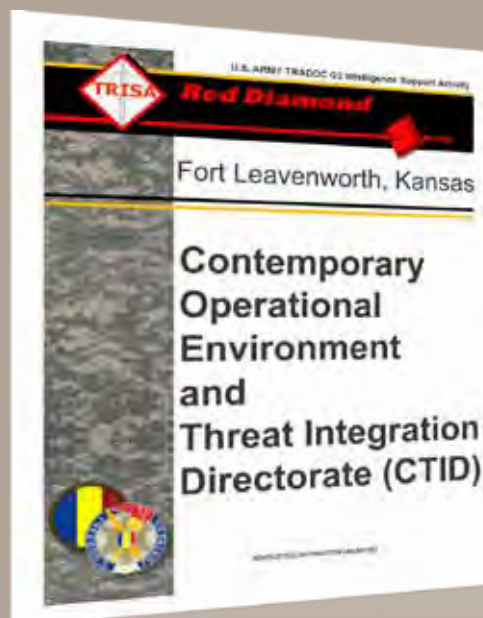 U.S. ARMY TRADOC G2 Intelligence Support Activity
TRISA
Red Diamond
Fort Leavenworth, Kansas
Contemporary
Operational
Environment
and
Threat Integration
Directorate (CTID)